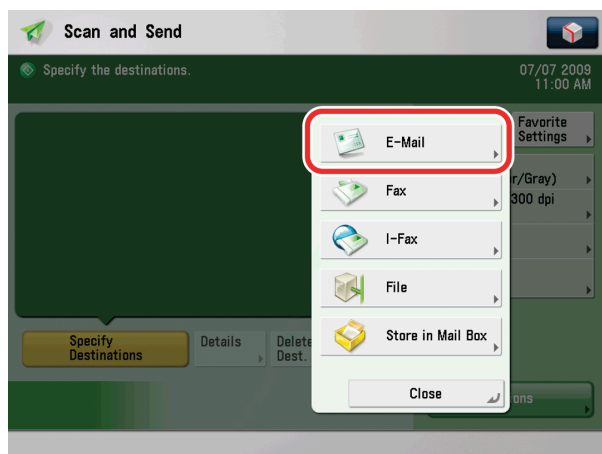 Scan and Send
Specify the destinations.
07/07 2009
11:00 AM
Favorite
Settings
E-Mail
r/Gray)
Fax
300 dpi
I-Fax
File
Specify
Destinations
Details
Delete
Dest.
Store in Mail Box
Close
ons